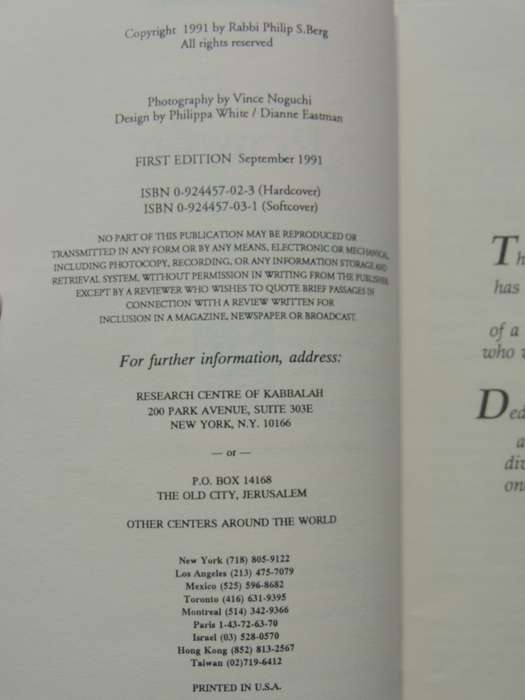 Copyright 1991 by Rabbi Philip S.Berg
All rights reserved
Photography by Vince Noguchi
Design by Philippa White / Dianne Eastman
FIRST EDITION September 1991
ISBN 0-924457-02-3 (Hardcover)
ISBN 0-924457-03-1 (Softcover)
NO PART OF THIS PUBLICATION MAY BE REPRODUCED OR
TRANSMITTED IN ANY FORM OR BY ANY MEANS, ELECTRONIC OR MECHANICAL
INCLUDING PHOTOCOPY, RECORDING, OR ANY INFORMATION STORAGE AND
RETRIEVAL SYSTEM, WITHOUT PERMISSION IN WRITING FROM THE PUBLISHER,
EXCEPT BY A REVIEWER WHO WISHES TO QUOTE BRIEF PASSAGES IN
CONNECTION WITH A REVIEW WRITTEN FOR
INCLUSION IN A MAGAZINE, NEWSPAPER OR BROADCAST.
For further information, address:
RESEARCH CENTRE OF KABBALAH
200 PARK AVENUE, SUITE 303E
NEW YORK, N.Y. 10166
— or —
P.O. BOX 14168
THE OLD CITY, JERUSALEM
OTHER CENTERS AROUND THE WORLD
New York (718) 805-9122
Los Angeles (213) 475-7079
Mexico (525) 596-8682
Toronto (416) 631-9395
Montreal (514) 342-9366
Paris 1-43-72-63-70
Israel (03) 528-0570
Hong Kong (852) 813-2567
Taiwan (02)719-6412
PRINTED IN U.S.A.
Th
has
of a
who
Ded
a
div
on